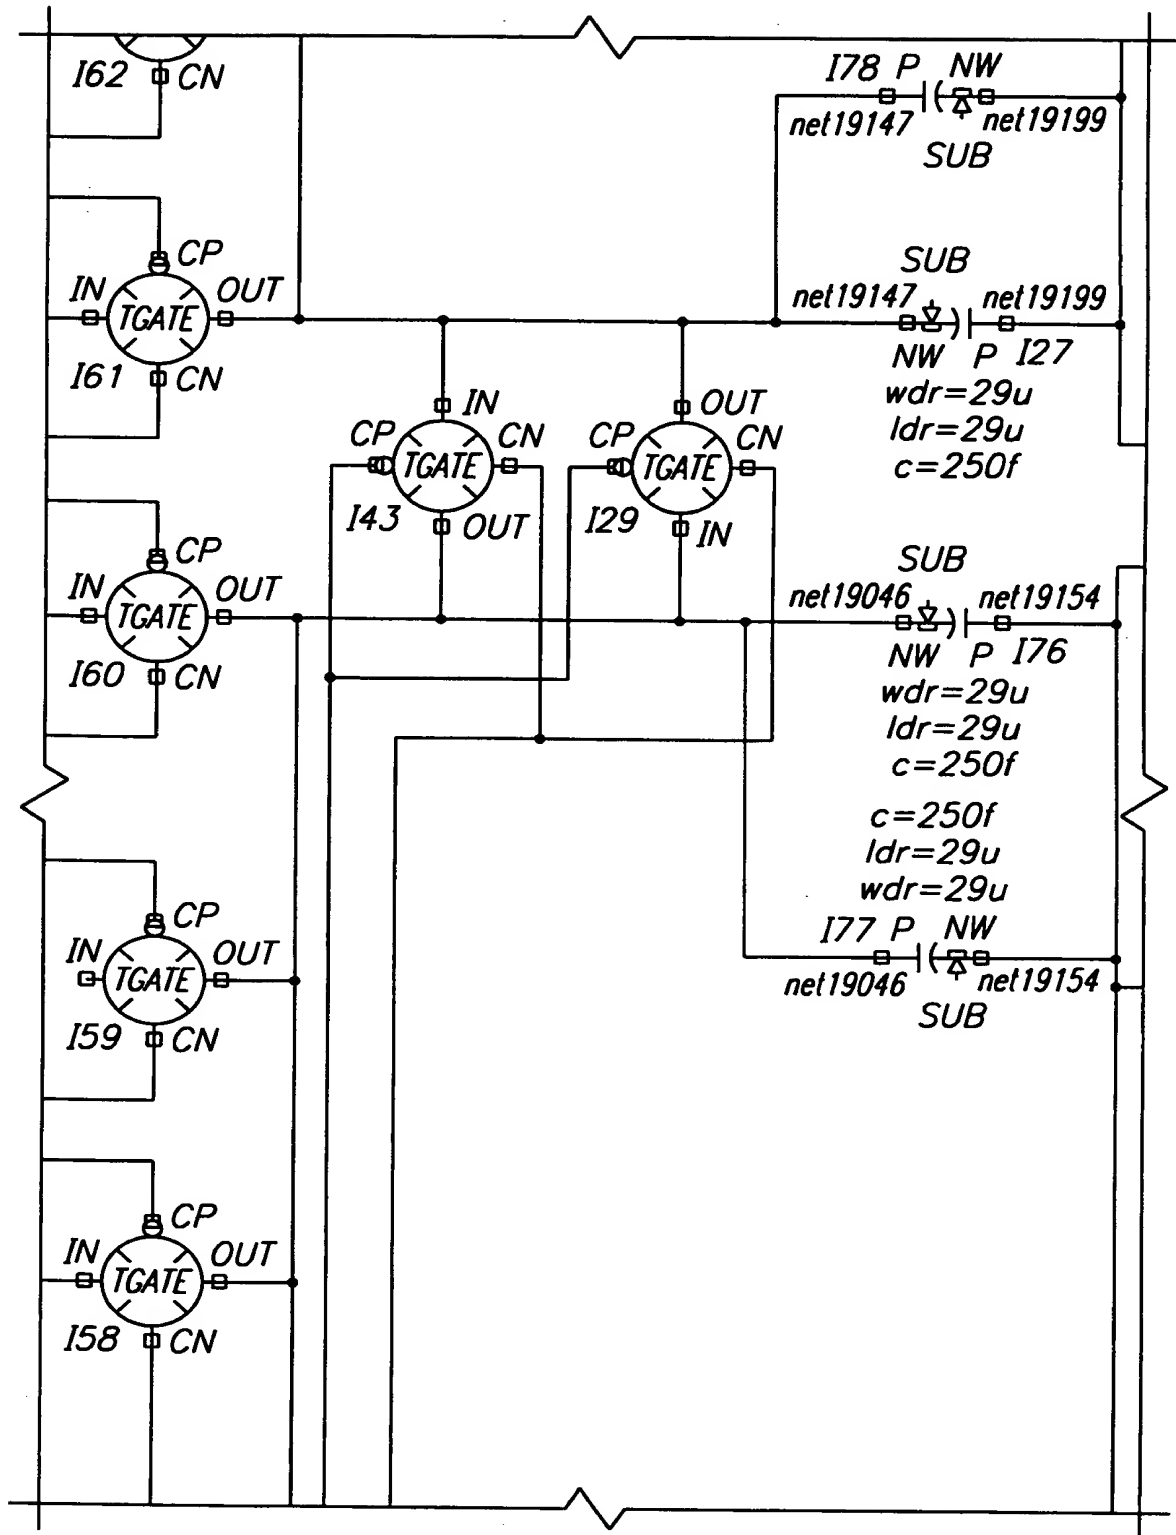 I62
CN
I78 P NW
net19147
net19199
SUB
CP
IN
OUT
TGATE
I61
CN
SUB
net19147
net19199
NW P I27
wdr=29u
ldr=29u
c=250f
IN
CP
CN
TGATE
I43
OUT
OUT
CP
CN
TGATE
I29
IN
CP
IN
OUT
TGATE
I60
CN
SUB
net19046
net19154
NW P I76
wdr=29u
ldr=29u
c=250f
c=250f
ldr=29u
wdr=29u
I77 P NW
net19046
net19154
SUB
CP
IN
OUT
TGATE
I59
CN
CP
IN
OUT
TGATE
I58
CN